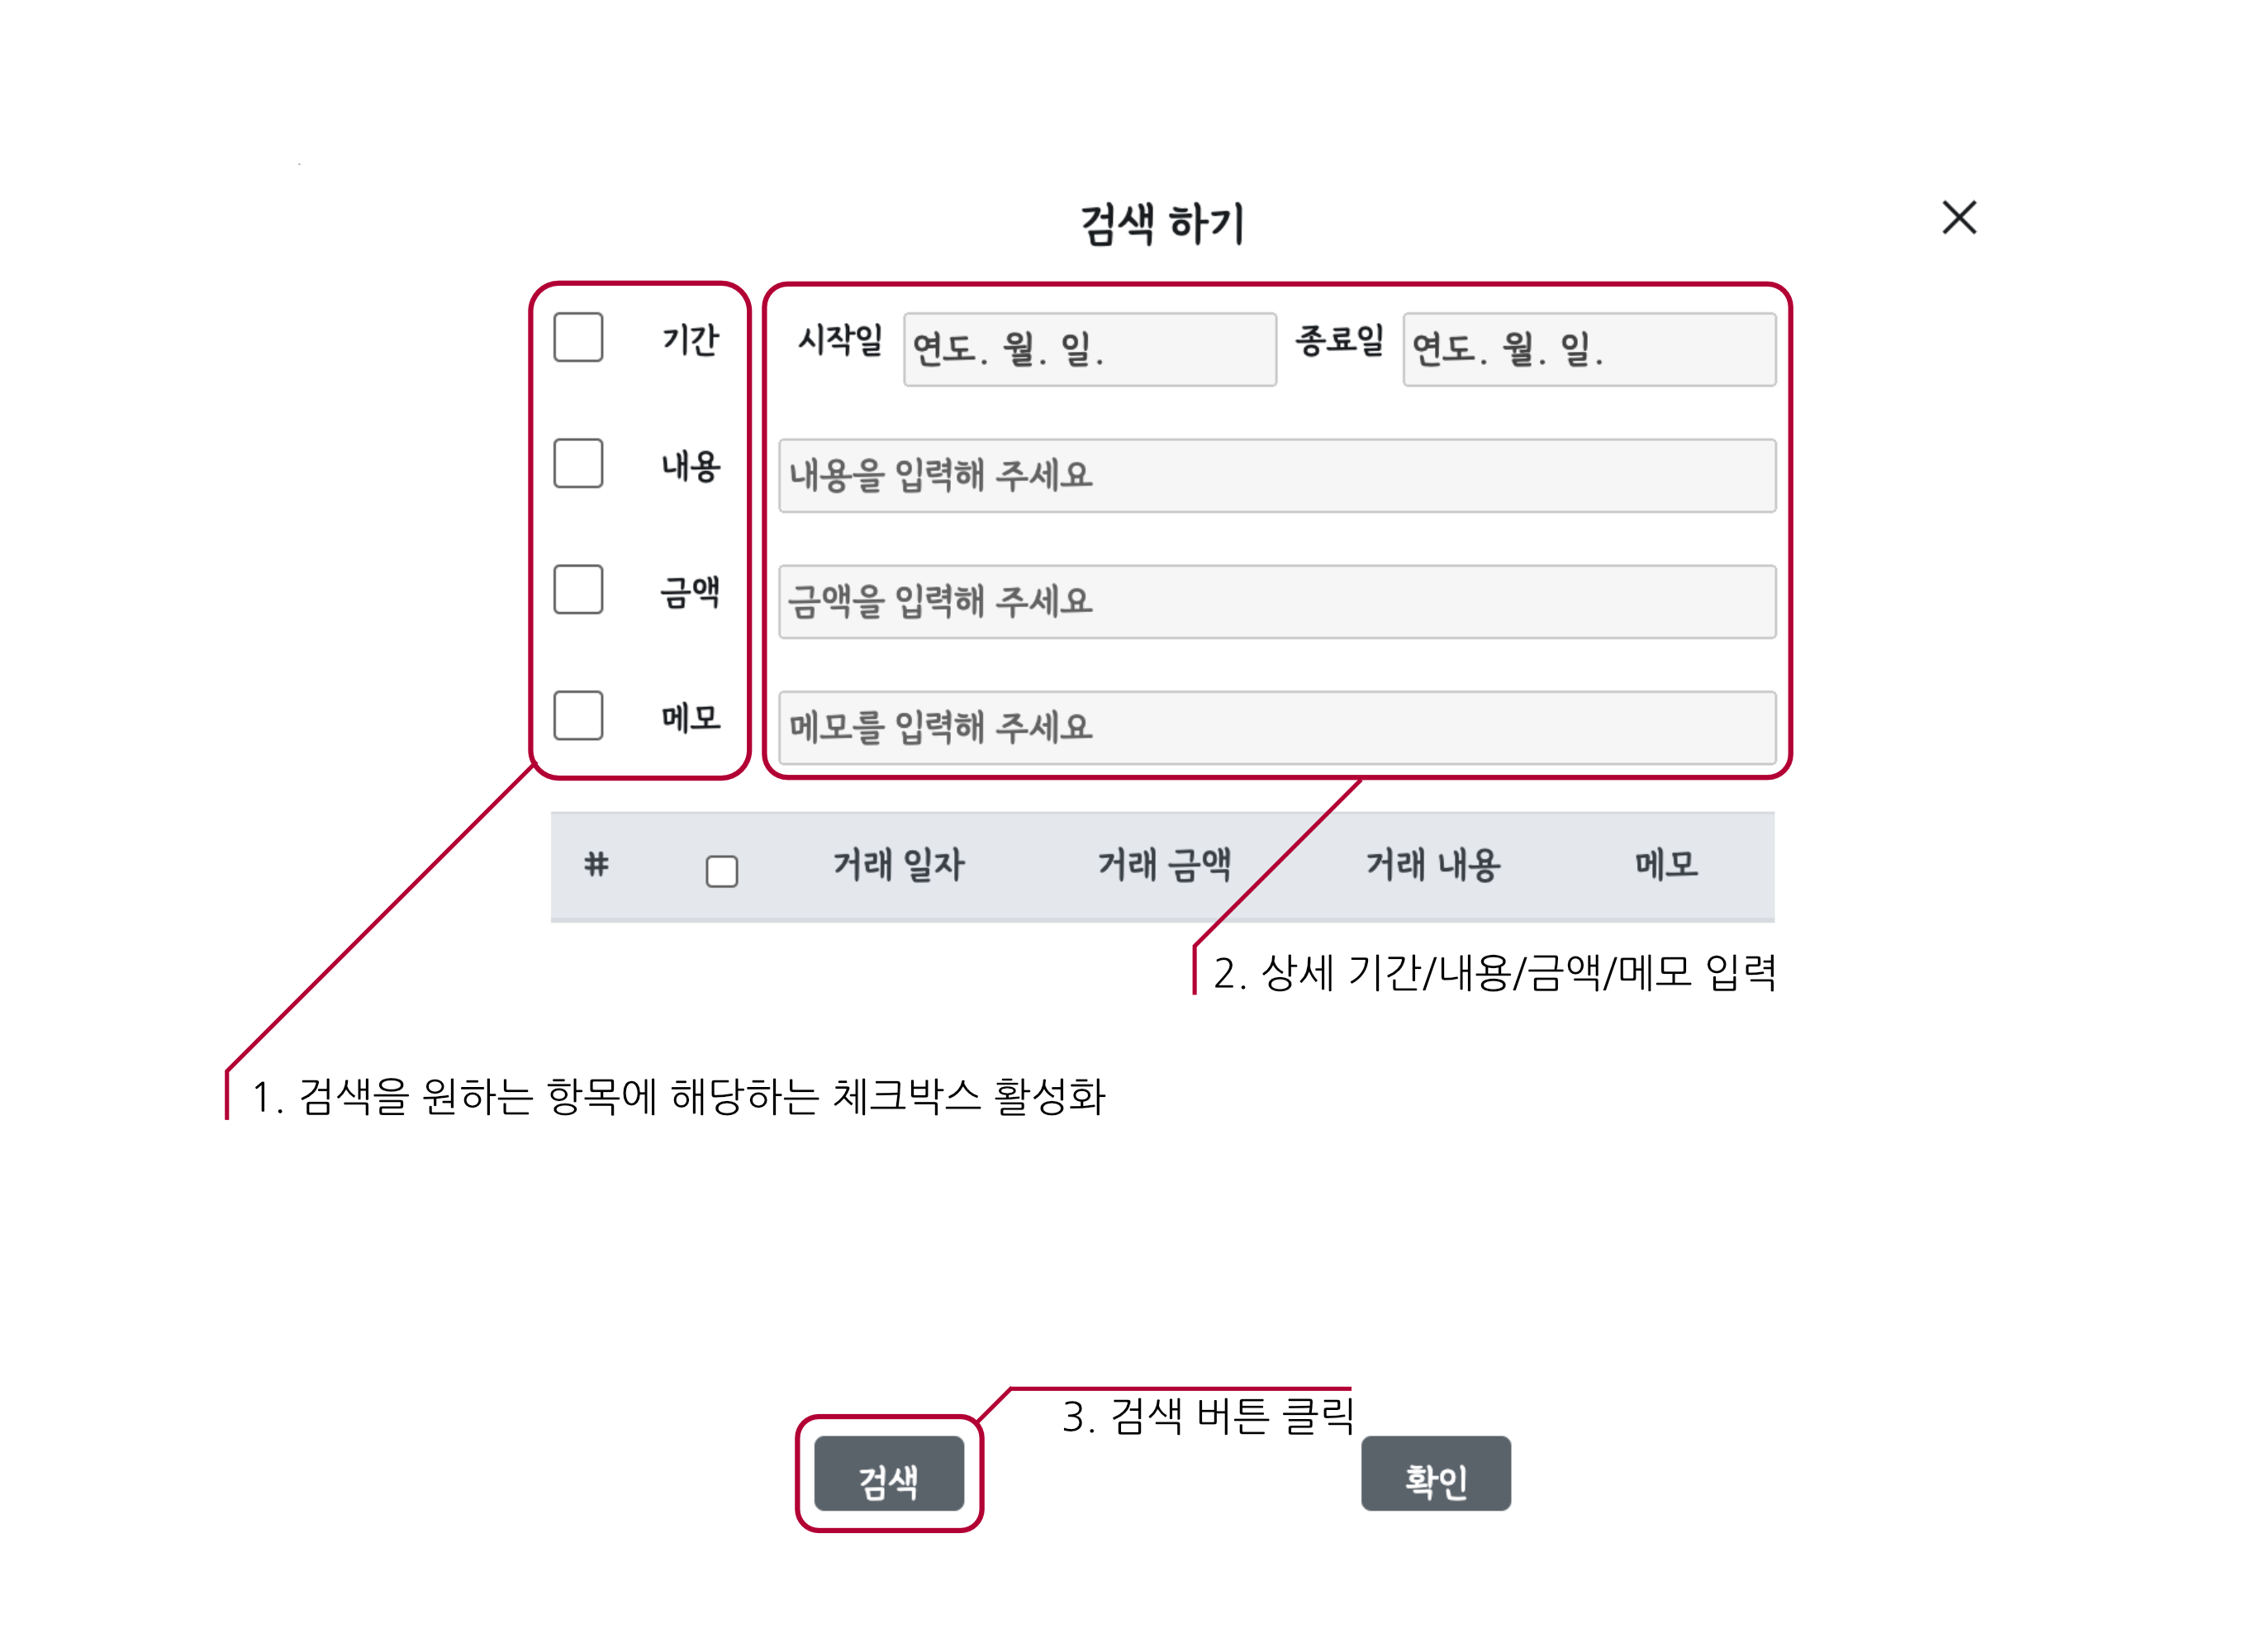 검색 하기
기간 시작일 연도. 월. 일. 종료일 연도. 월. 일.
내용 내용을 입력해 주세요
금액 금액을 입력해 주세요
메모 메모를 입력해 주세요
# 거래 일자 거래 금액 거래 내용 메모
2. 상세 기간/내용/금액/메모 입력
1. 검색을 원하는 항목에 해당하는 체크박스 활성화
3. 검색 버튼 클릭
검색 확인